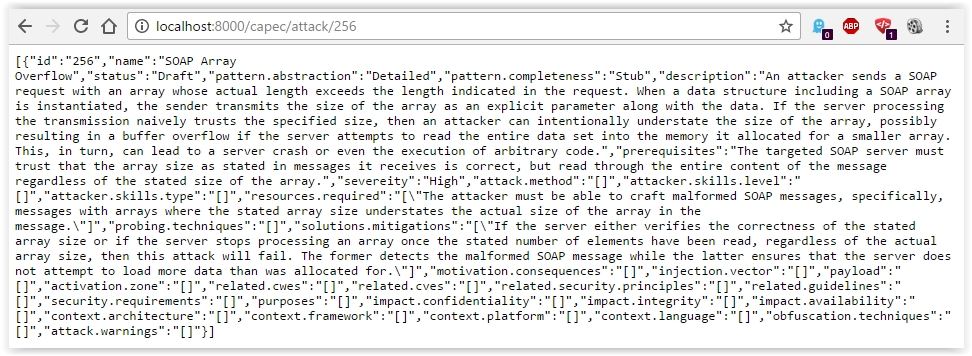 localhost:8000/capec/attack/256
0
ABP
1
[{"id":"256","name":"SOAP Array
Overflow","status":"Draft","pattern.abstraction":"Detailed","pattern.completeness":"Stub","description":"An attacker sends a SOAP
request with an array whose actual length exceeds the length indicated in the request. When a data structure including a SOAP array
is instantiated, the sender transmits the size of the array as an explicit parameter along with the data. If the server processing
the transmission naively trusts the specified size, then an attacker can intentionally understate the size of the array, possibly
resulting in a buffer overflow if the server attempts to read the entire data set into the memory it allocated for a smaller array.
This, in turn, can lead to a server crash or even the execution of arbitrary code.","prerequisites":"The targeted SOAP server must
trust that the array size as stated in messages it receives is correct, but read through the entire content of the message
regardless of the stated size of the array.","severeity":"High","attack.method":"[]","attacker.skills.level":"
[]","attacker.skills.type":"[]","resources.required":"[\"The attacker must be able to craft malformed SOAP messages, specifically,
messages with arrays where the stated array size understates the actual size of the array in the
message.\"]","probing.techniques":"[]","solutions.mitigations":"[\"If the server either verifies the correctness of the stated
array size or if the server stops processing an array once the stated number of elements have been read, regardless of the actual
array size, then this attack will fail. The former detects the malformed SOAP message while the latter ensures that the server does
not attempt to load more data than was allocated for.\"]","motivation.consequences":"[]","injection.vector":"[]","payload":"
[]","activation.zone":"[]","related.cwes":"[]","related.cves":"[]","related.security.principles":"[]","related.guidelines":"
[]","security.requirements":"[]","purposes":"[]","impact.confidentiality":"[]","impact.integrity":"[]","impact.availability":"
[]","context.architecture":"[]","context.framework":"[]","context.platform":"[]","context.language":"[]","obfuscation.techniques":"
[]","attack.warnings":"[]"}]